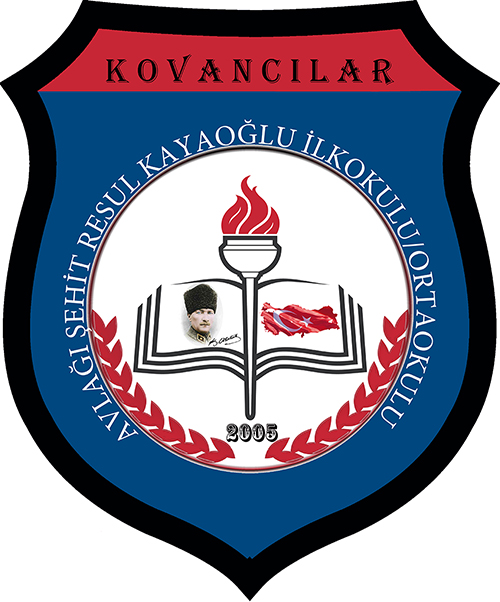 KOVANCILAR
AVLAĞI ŞEHİT RESUL KAYAOĞLU İLKOKULU/ORTAOKULU
2005